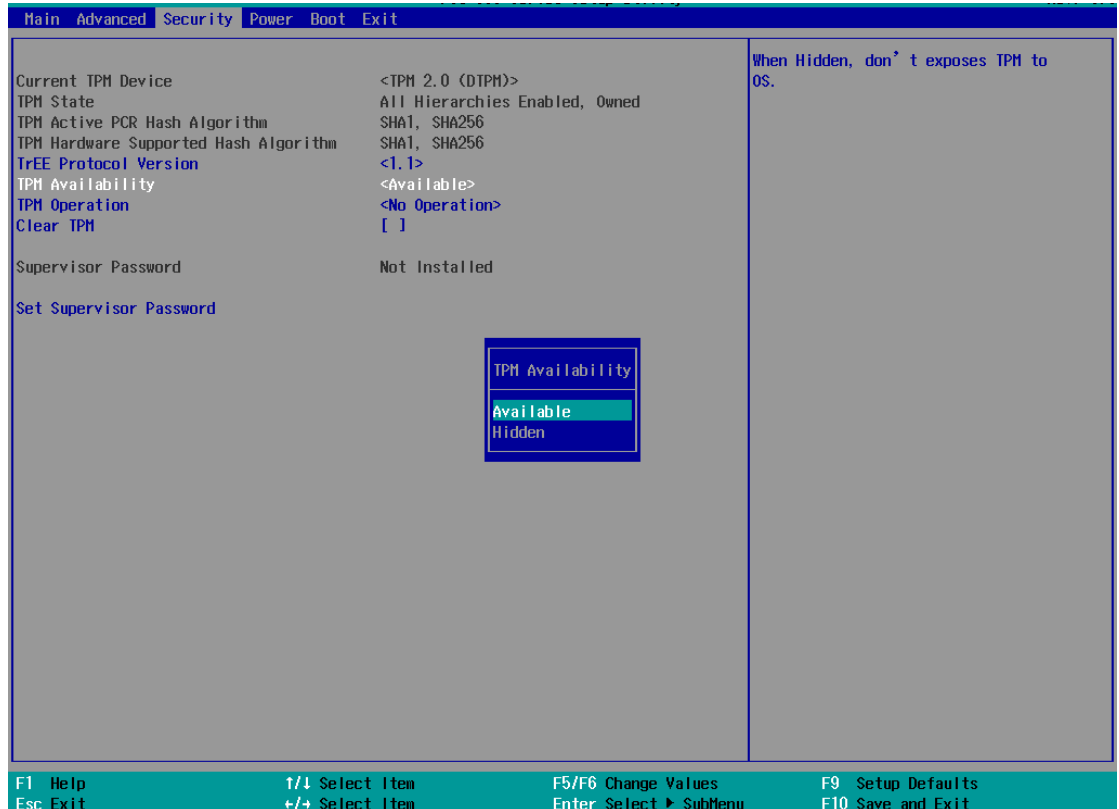 Main Advanced Security Power Boot Exit
Current TPM Device <TPM 2.0 (DTPM)>
TPM State All Hierarchies Enabled, Owned
TPM Active PCR Hash Algorithm SHA1, SHA256
TPM Hardware Supported Hash Algorithm SHA1, SHA256
TrEE Protocol Version <1.1>
TPM Availability <Available>
TPM Operation <No Operation>
Clear TPM [ ]
Supervisor Password Not Installed
Set Supervisor Password
TPM Availability
Available
Hidden
When Hidden, don't exposes TPM to
OS.
F1 Help ↑/↓ Select Item F5/F6 Change Values F9 Setup Defaults
Esc Exit ←/→ Select Item Enter Select ▶ SubMenu F10 Save and Exit